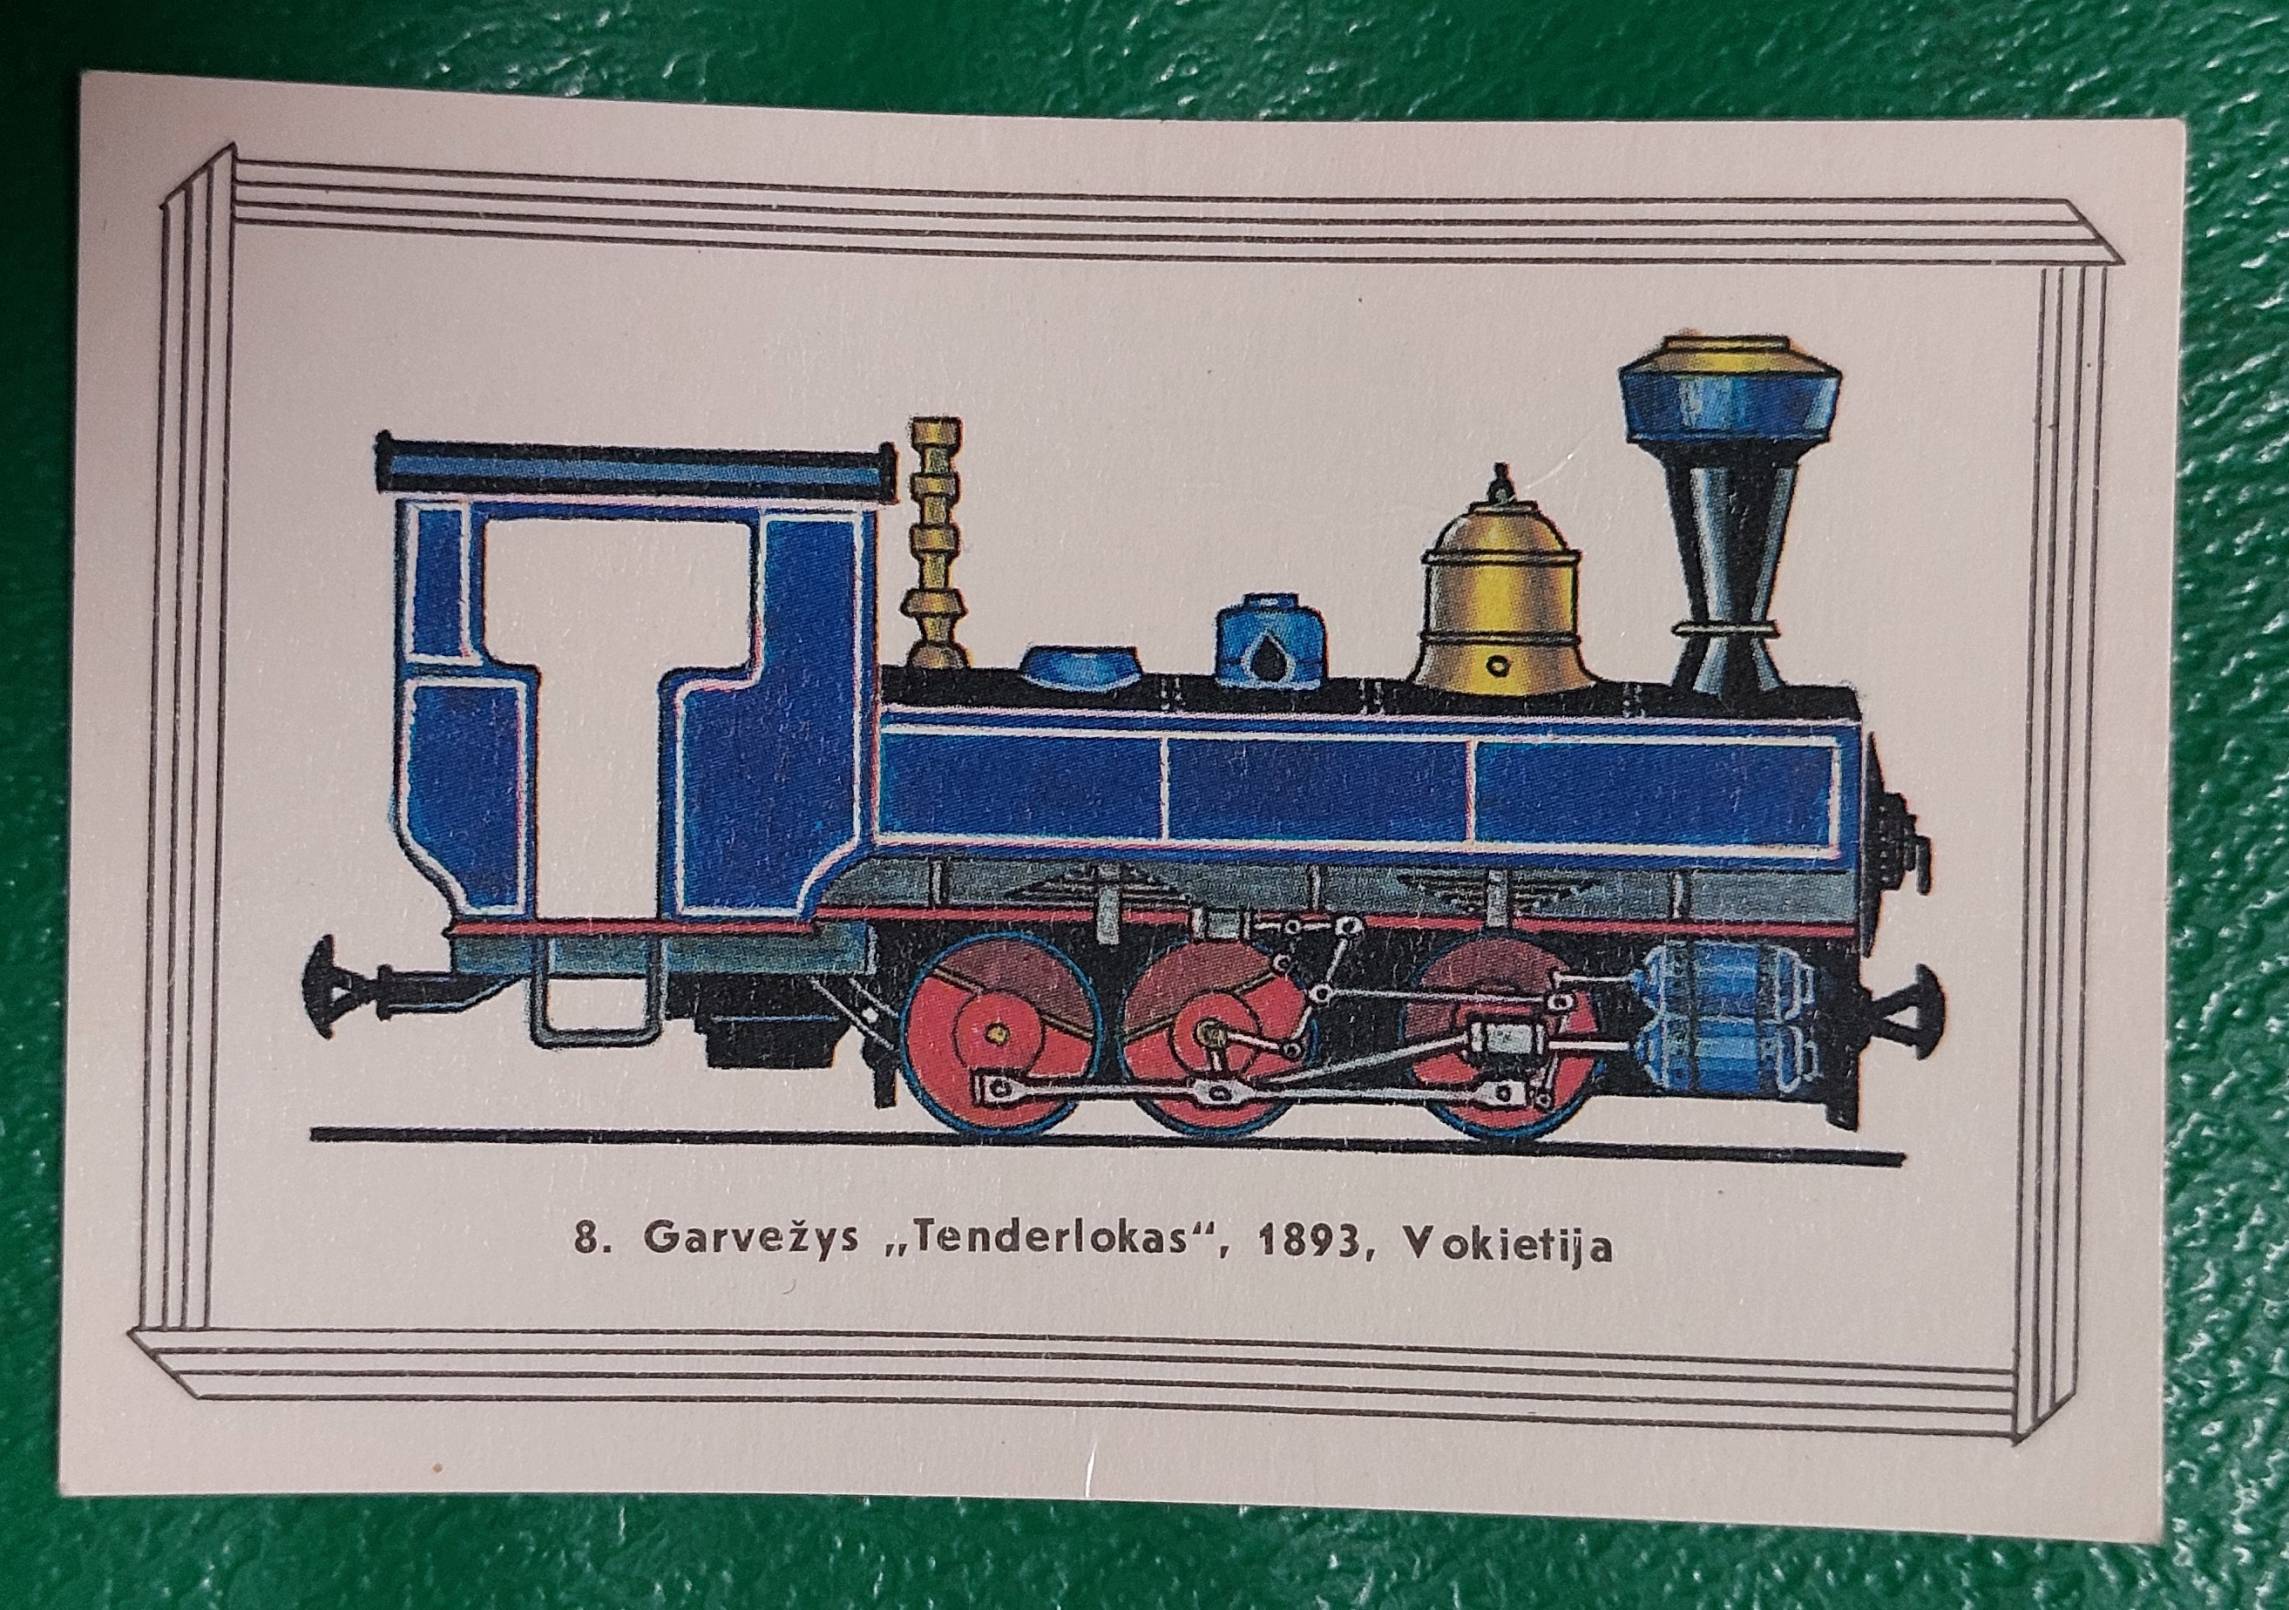 8. Garvežys „Tenderlokas“, 1893, Vokietija